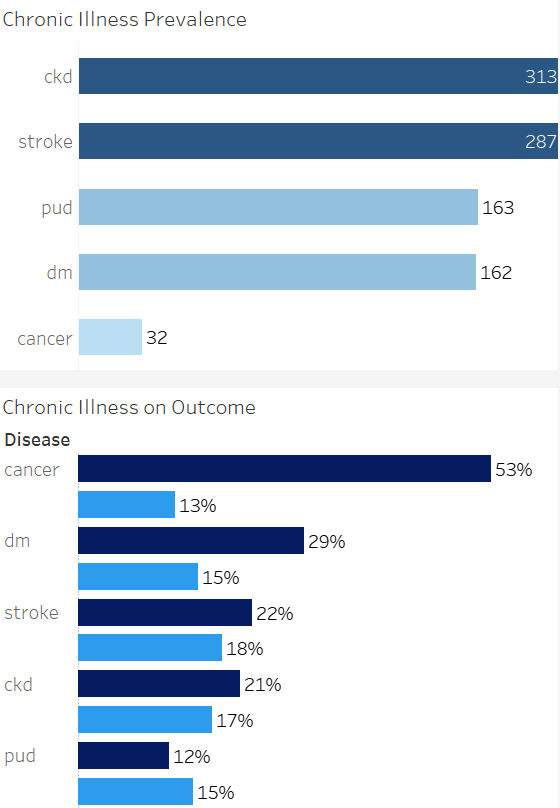 Chronic Illness Prevalence
ckd 313
stroke 287
pud 163
dm 162
cancer 32
Chronic Illness on Outcome
Disease
cancer 53%
13%
dm 29%
15%
stroke 22%
18%
ckd 21%
17%
pud 12%
15%